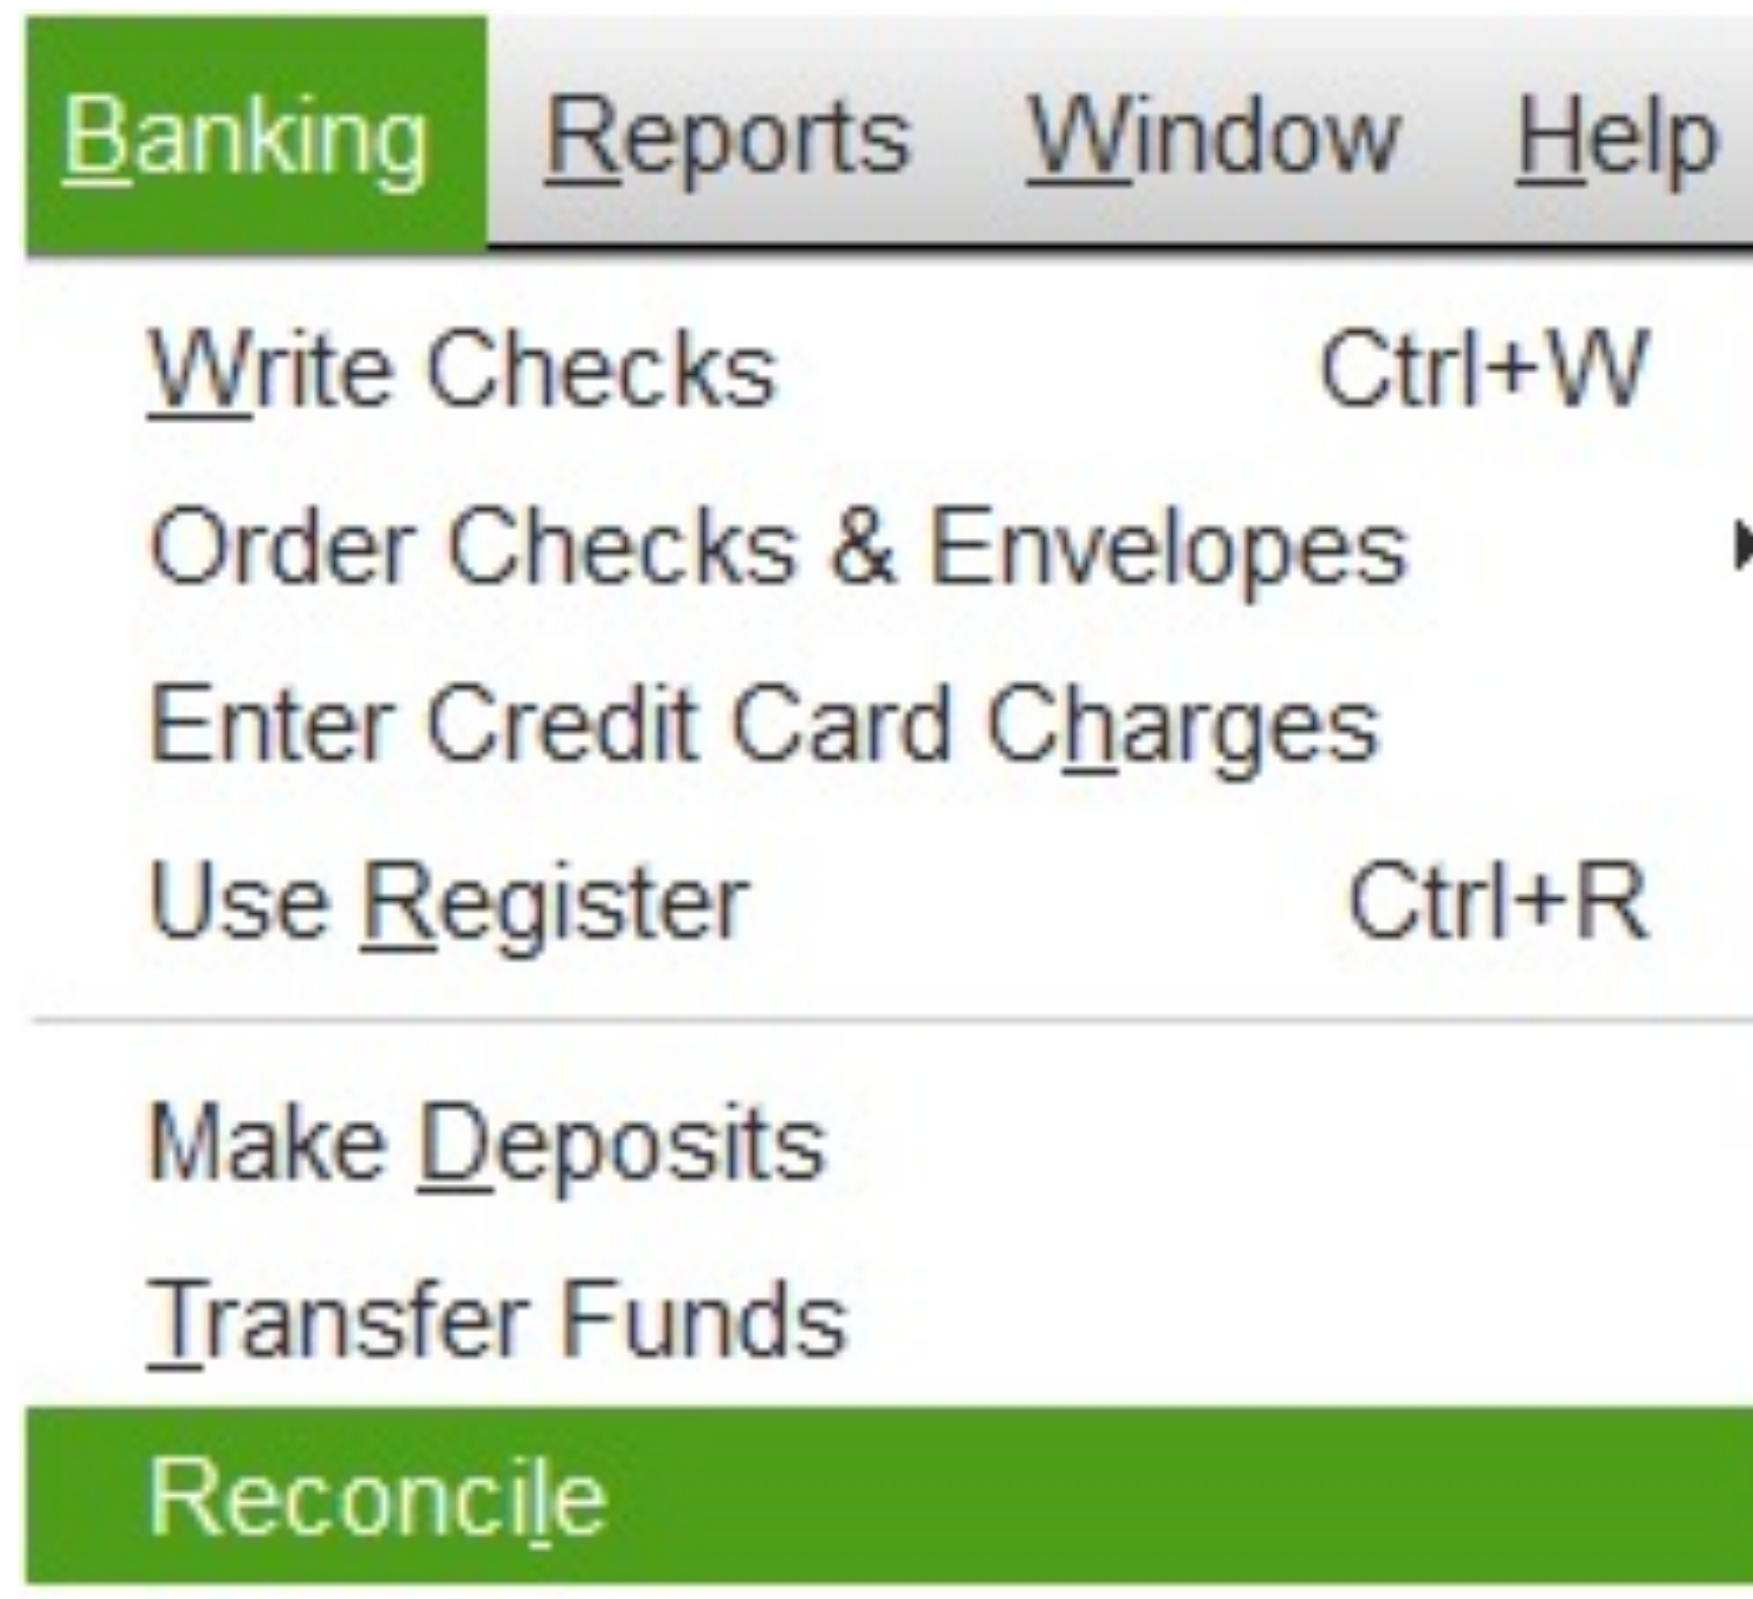 Banking Reports Window Help
Write Checks Ctrl+W
Order Checks & Envelopes
Enter Credit Card Charges
Use Register Ctrl+R
Make Deposits
Transfer Funds
Reconcile